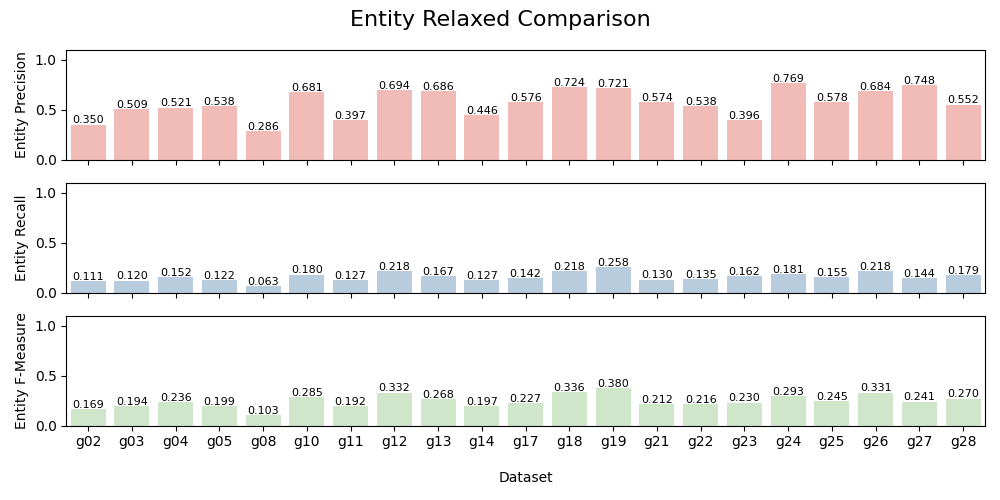 Entity Relaxed Comparison
Entity Precision
1.0
0.5
0.0
0.350 0.509 0.521 0.538 0.286 0.681 0.397 0.694 0.686 0.446 0.576 0.724 0.721 0.574 0.538 0.396 0.769 0.578 0.684 0.748 0.552
Entity Recall
1.0
0.5
0.0
0.111 0.120 0.152 0.122 0.063 0.180 0.127 0.218 0.167 0.127 0.142 0.218 0.258 0.130 0.135 0.162 0.181 0.155 0.218 0.144 0.179
Entity F-Measure
1.0
0.5
0.0
0.169 0.194 0.236 0.199 0.103 0.285 0.192 0.332 0.268 0.197 0.227 0.336 0.380 0.212 0.216 0.230 0.293 0.245 0.331 0.241 0.270
g02 g03 g04 g05 g08 g10 g11 g12 g13 g14 g17 g18 g19 g21 g22 g23 g24 g25 g26 g27 g28
Dataset